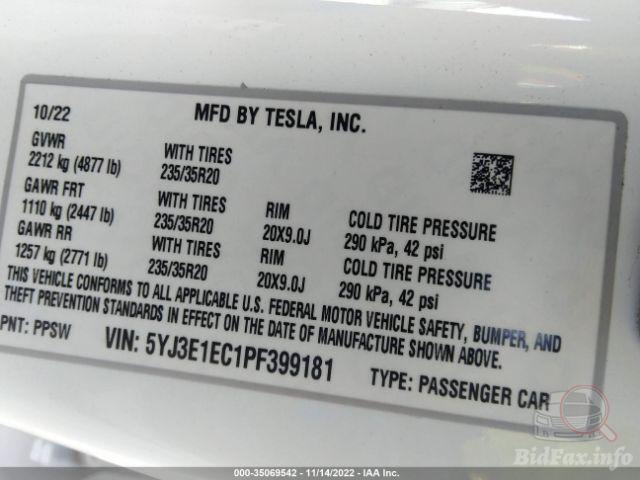 10/22 MFD BY TESLA, INC.
GVWR
2212 kg (4877 lb) WITH TIRES 235/35R20
GAWR FRT
1110 kg (2447 lb) WITH TIRES 235/35R20 RIM 20X9.0J COLD TIRE PRESSURE 290 kPa, 42 psi
GAWR RR
1257 kg (2771 lb) WITH TIRES 235/35R20 RIM 20X9.0J COLD TIRE PRESSURE 290 kPa, 42 psi
THIS VEHICLE CONFORMS TO ALL APPLICABLE U.S. FEDERAL MOTOR VEHICLE SAFETY, BUMPER, AND
THEFT PREVENTION STANDARDS IN EFFECT ON THE DATE OF MANUFACTURE SHOWN ABOVE.
PNT: PPSW VIN: 5YJ3E1EC1PF399181 TYPE: PASSENGER CAR
BidFax.info
000-35069542 - 11/14/2022 - IAA Inc.